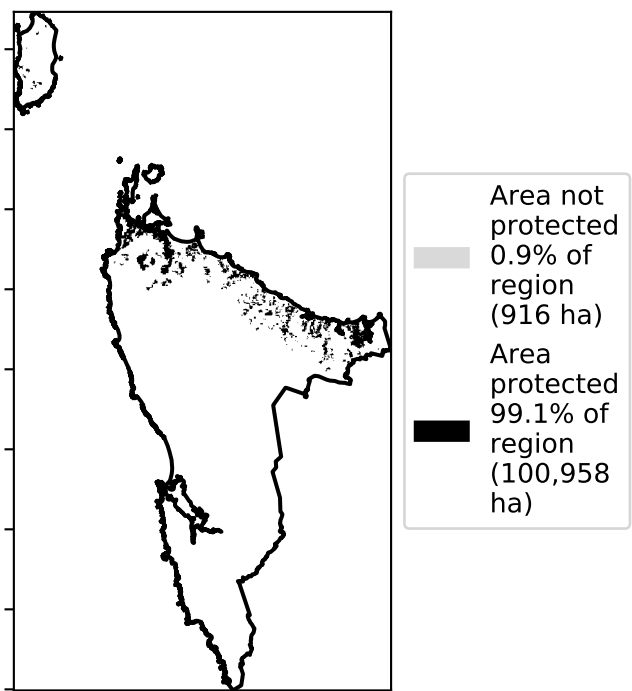 Area not
protected
0.9% of
region
(916 ha)
Area
protected
99.1% of
region
(100,958
ha)